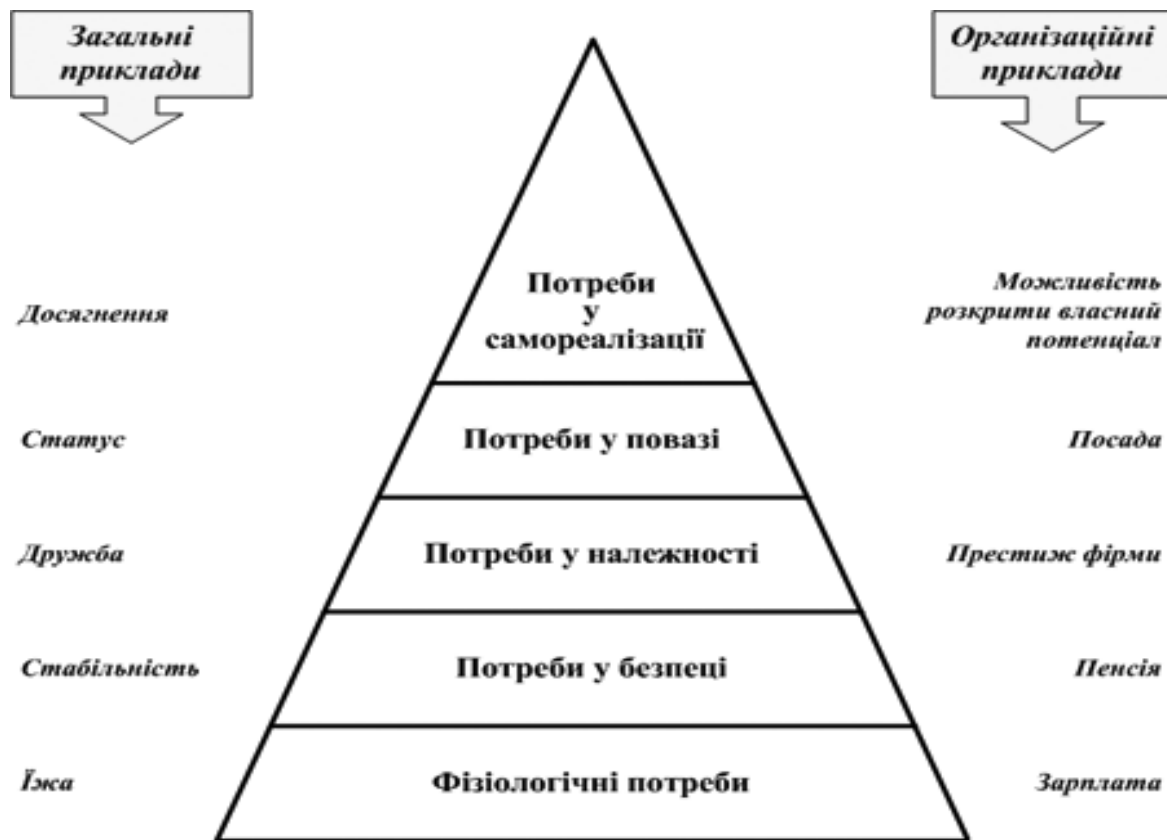 Загальні
приклади
Організаційні
приклади
Досягнення
Потреби
у
самореалізації
Можливість
розкрити власний
потенціал
Статус
Потреби у повазі
Посада
Дружба
Потреби у належності
Престиж фірми
Стабільність
Потреби у безпеці
Пенсія
Їжа
Фізіологічні потреби
Зарплата